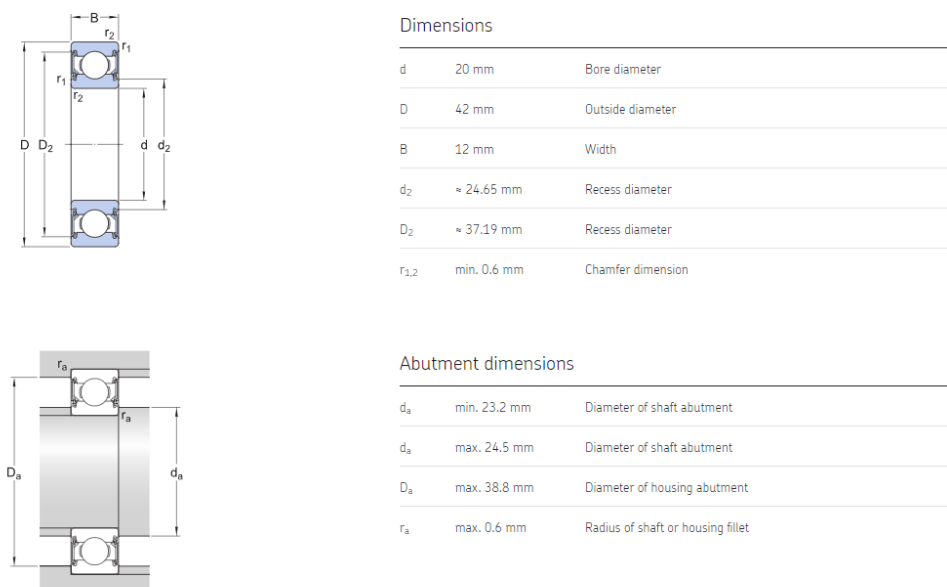 B
r2
r1
r1
r2
D D2 d d2
Dimensions
d 20 mm Bore diameter
D 42 mm Outside diameter
B 12 mm Width
d2 ≈ 24.65 mm Recess diameter
D2 ≈ 37.19 mm Recess diameter
r1,2 min. 0.6 mm Chamfer dimension
ra
ra
Da da
Abutment dimensions
da min. 23.2 mm Diameter of shaft abutment
da max. 24.5 mm Diameter of shaft abutment
Da max. 38.8 mm Diameter of housing abutment
ra max. 0.6 mm Radius of shaft or housing fillet